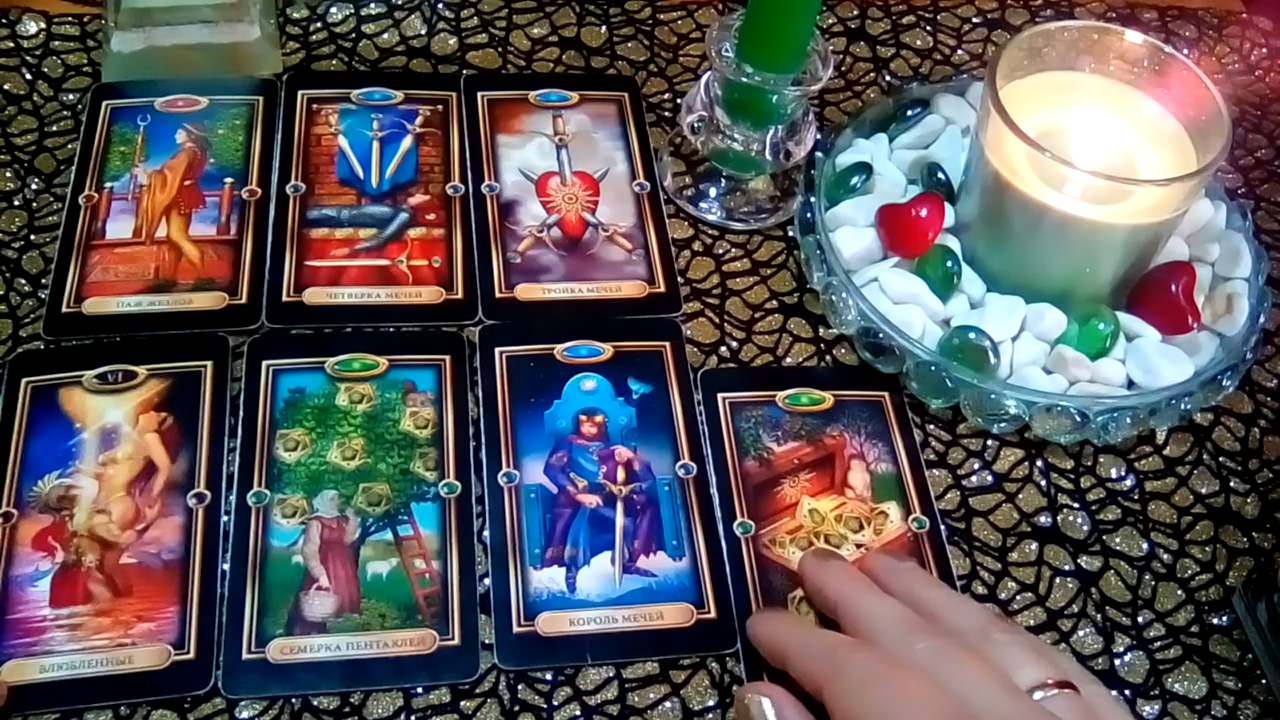 ПАЖ ЖЕЗЛОВ
ЧЕТВЕРКА МЕЧЕЙ
ТРОЙКА МЕЧЕЙ
VI
ВЛЮБЛЕННЫЕ
СЕМЕРКА ПЕНТАКЛЕЙ
КОРОЛЬ МЕЧЕЙ